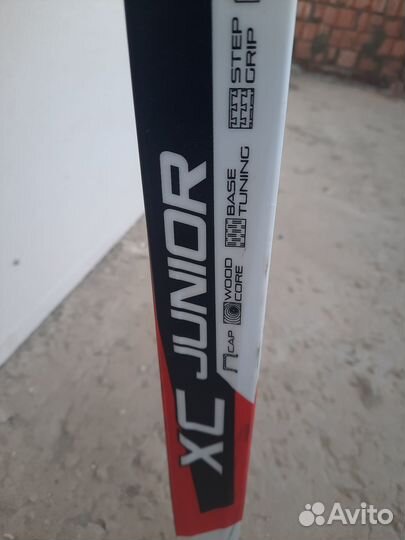 XC JUNIOR
CAP
WOOD
CORE
BASE
TUNING
STEP
GRIP
Avito